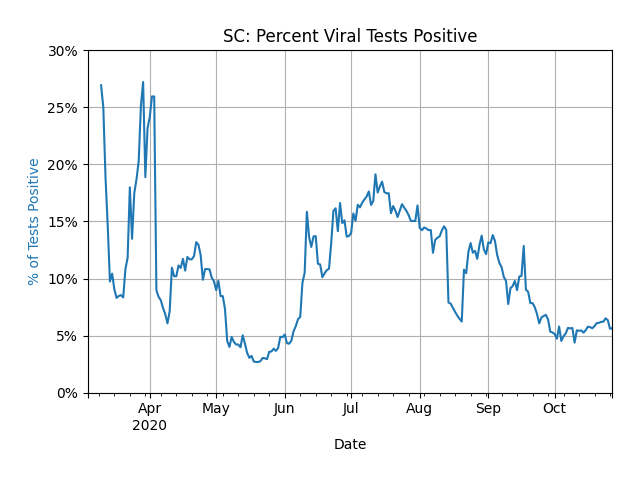 SC: Percent Viral Tests Positive
% of Tests Positive
30%
25%
20%
15%
10%
5%
0%
Apr May Jun Jul Aug Sep Oct
2020
Date